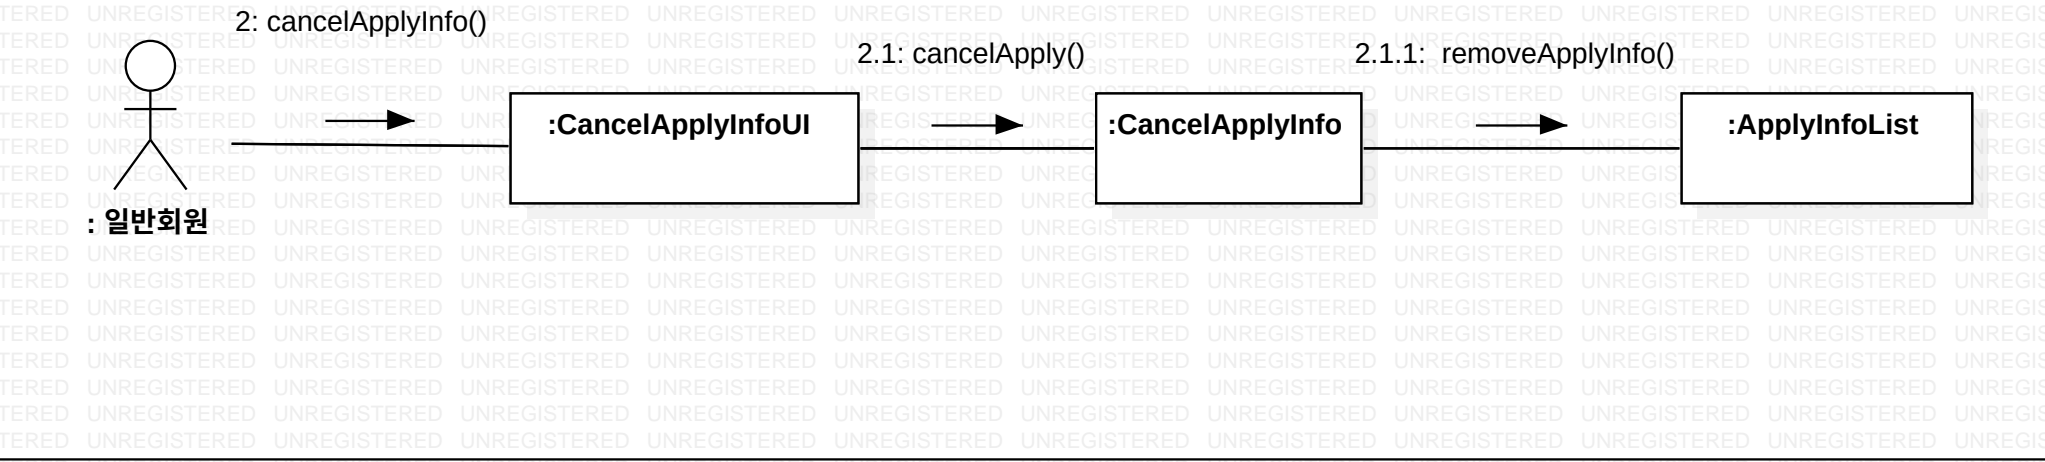 2: cancelApplyInfo()
2.1: cancelApply()
2.1.1: removeApplyInfo()
:CancelApplyInfoUI
:CancelApplyInfo
:ApplyInfoList
: 일반회원